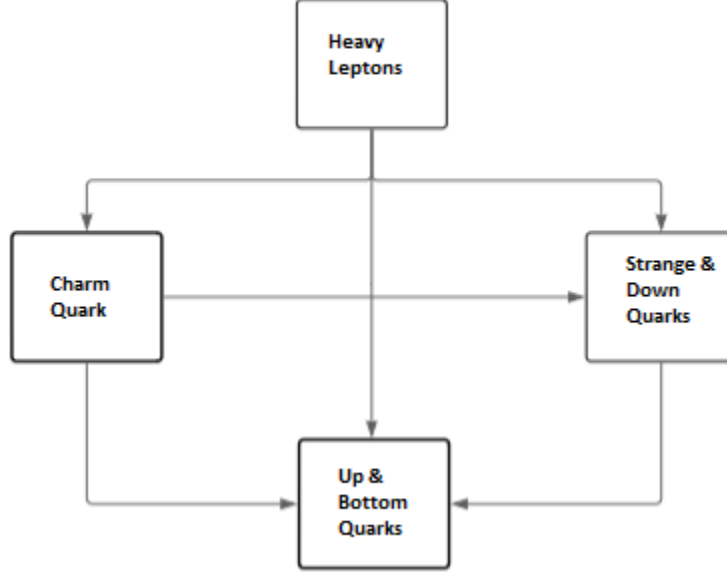 Heavy
Leptons
Charm
Quark
Strange &
Down
Quarks
Up &
Bottom
Quarks